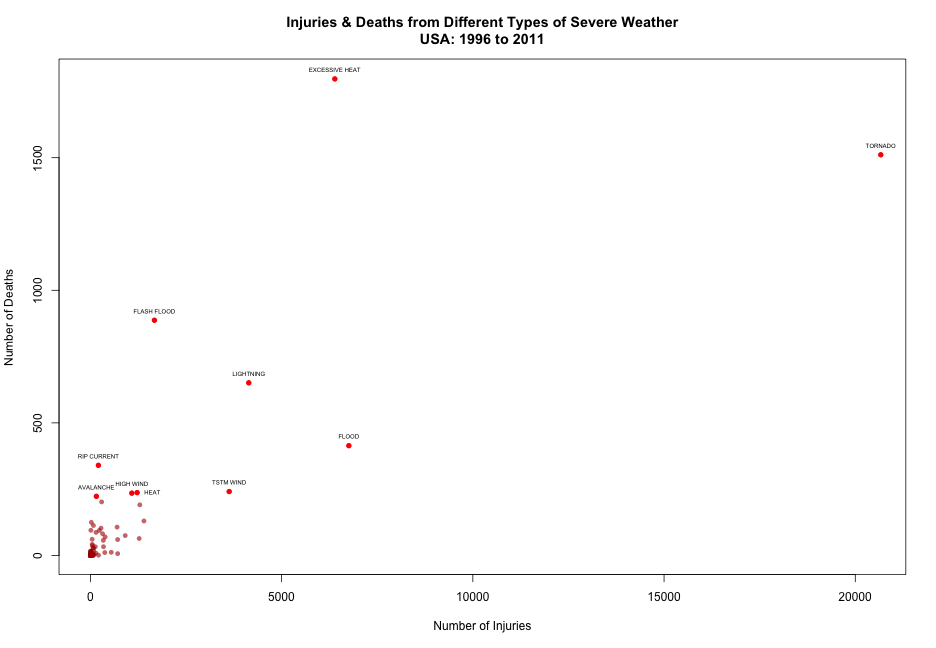 Injuries & Deaths from Different Types of Severe Weather
USA: 1996 to 2011
EXCESSIVE HEAT
TORNADO
FLASH FLOOD
LIGHTNING
FLOOD
RIP CURRENT
TSTM WIND
AVALANCHE
HIGH WIND
HEAT
Number of Deaths
1500
1000
500
0
0
5000
10000
15000
20000
Number of Injuries